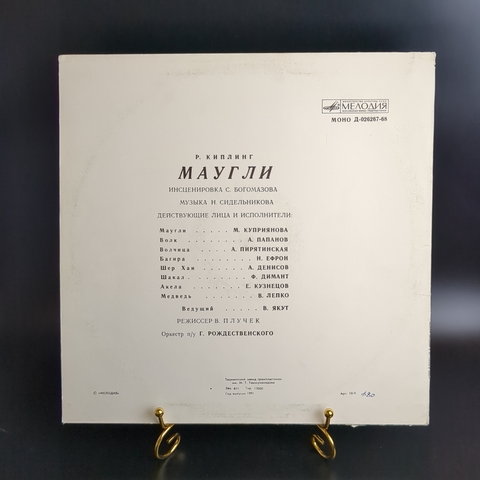 МЕЛОДИЯ
МОНО Д-026267-68
Р. КИПЛИНГ
МАУГЛИ
ИНСЦЕНИРОВКА С. БОГОМАЗОВА
МУЗЫКА Н. СИДЕЛЬНИКОВА
ДЕЙСТВУЮЩИЕ ЛИЦА И ИСПОЛНИТЕЛИ:
Маугли . . . . . М. КУПРИЯНОВА
Волк . . . . . . . . А. ПАПАНОВ
Волчица . . . . А. ПИРЯТИНСКАЯ
Багира . . . . . . . . Н. ЕФРОН
Шер Хан . . . . . . А. ДЕНИСОВ
Шакал . . . . . . . . Ф. ДИМАНТ
Акела . . . . . . Е. КУЗНЕЦОВ
Медведь . . . . . . . В. ЛЕПКО
Ведущий . . . . . В. ЯКУТ
РЕЖИССЕР В. ПЛУЧЕК
Оркестр п/у Г. РОЖДЕСТВЕНСКОГО
© «МЕЛОДИЯ»